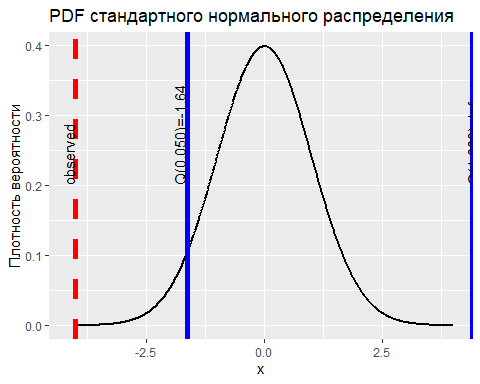 PDF стандартного нормального распределения
Плотность вероятности
0.4
0.3
0.2
0.1
0.0
observed
Q(0.050)=-1.64
-2.5
0.0
2.5
x